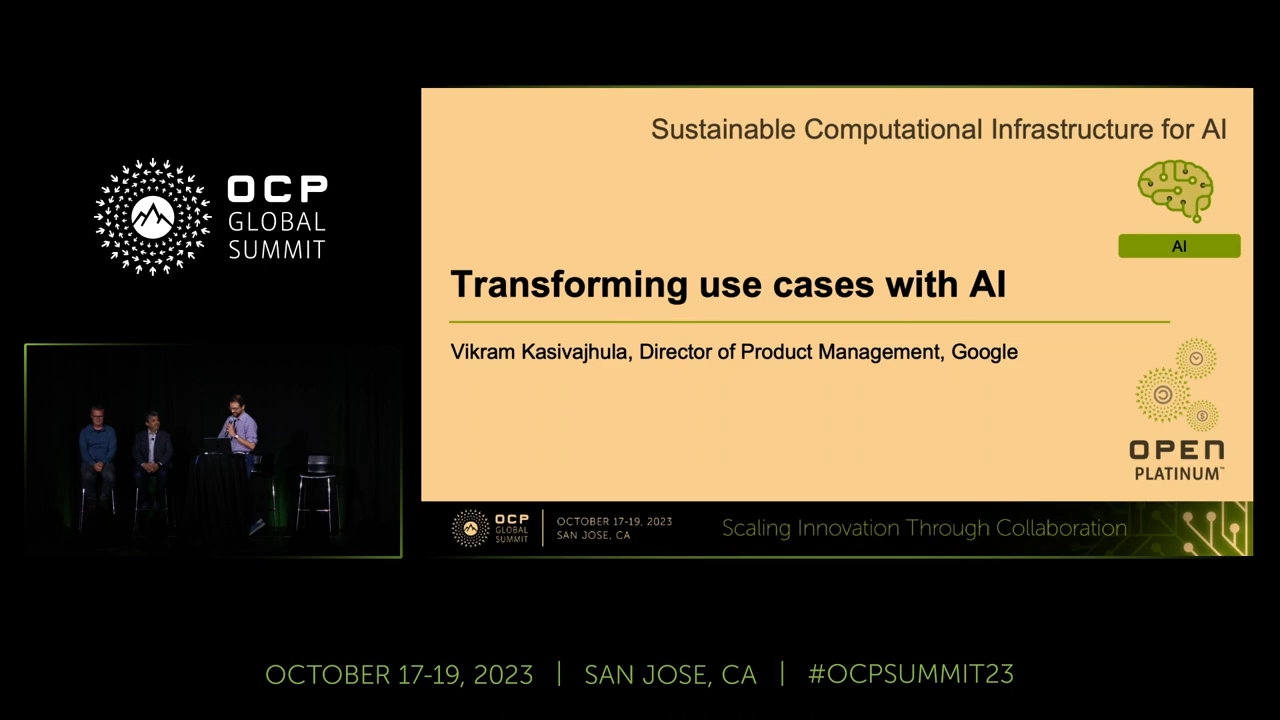 OCP
GLOBAL
SUMMIT
Sustainable Computational Infrastructure for AI
AI
Transforming use cases with AI
Vikram Kasivajhula, Director of Product Management, Google
OPEN
PLATINUM™
OCP
GLOBAL
SUMMIT
OCTOBER 17-19, 2023
SAN JOSE, CA
Scaling Innovation Through Collaboration
OCTOBER 17-19, 2023 | SAN JOSE, CA | #OCPSUMMIT23